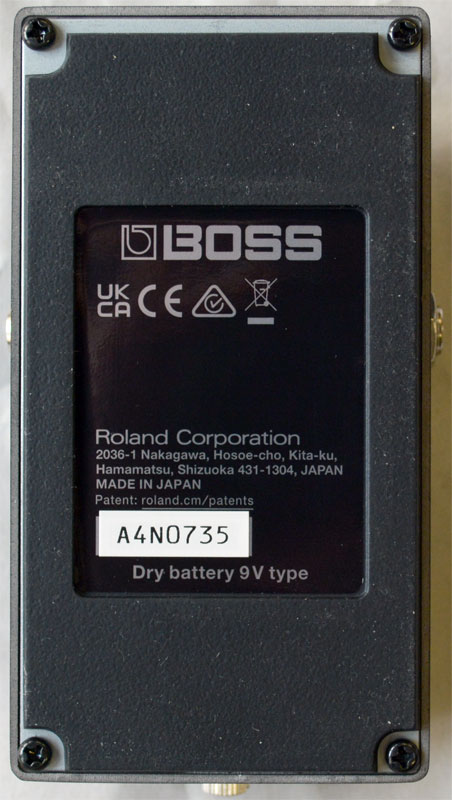 BOSS
UK
CA CE
Roland Corporation
2036-1 Nakagawa, Hosoe-cho, Kita-ku,
Hamamatsu, Shizuoka 431-1304, JAPAN
MADE IN JAPAN
Patent: roland.cm/patents
A4N0735
Dry battery 9V type